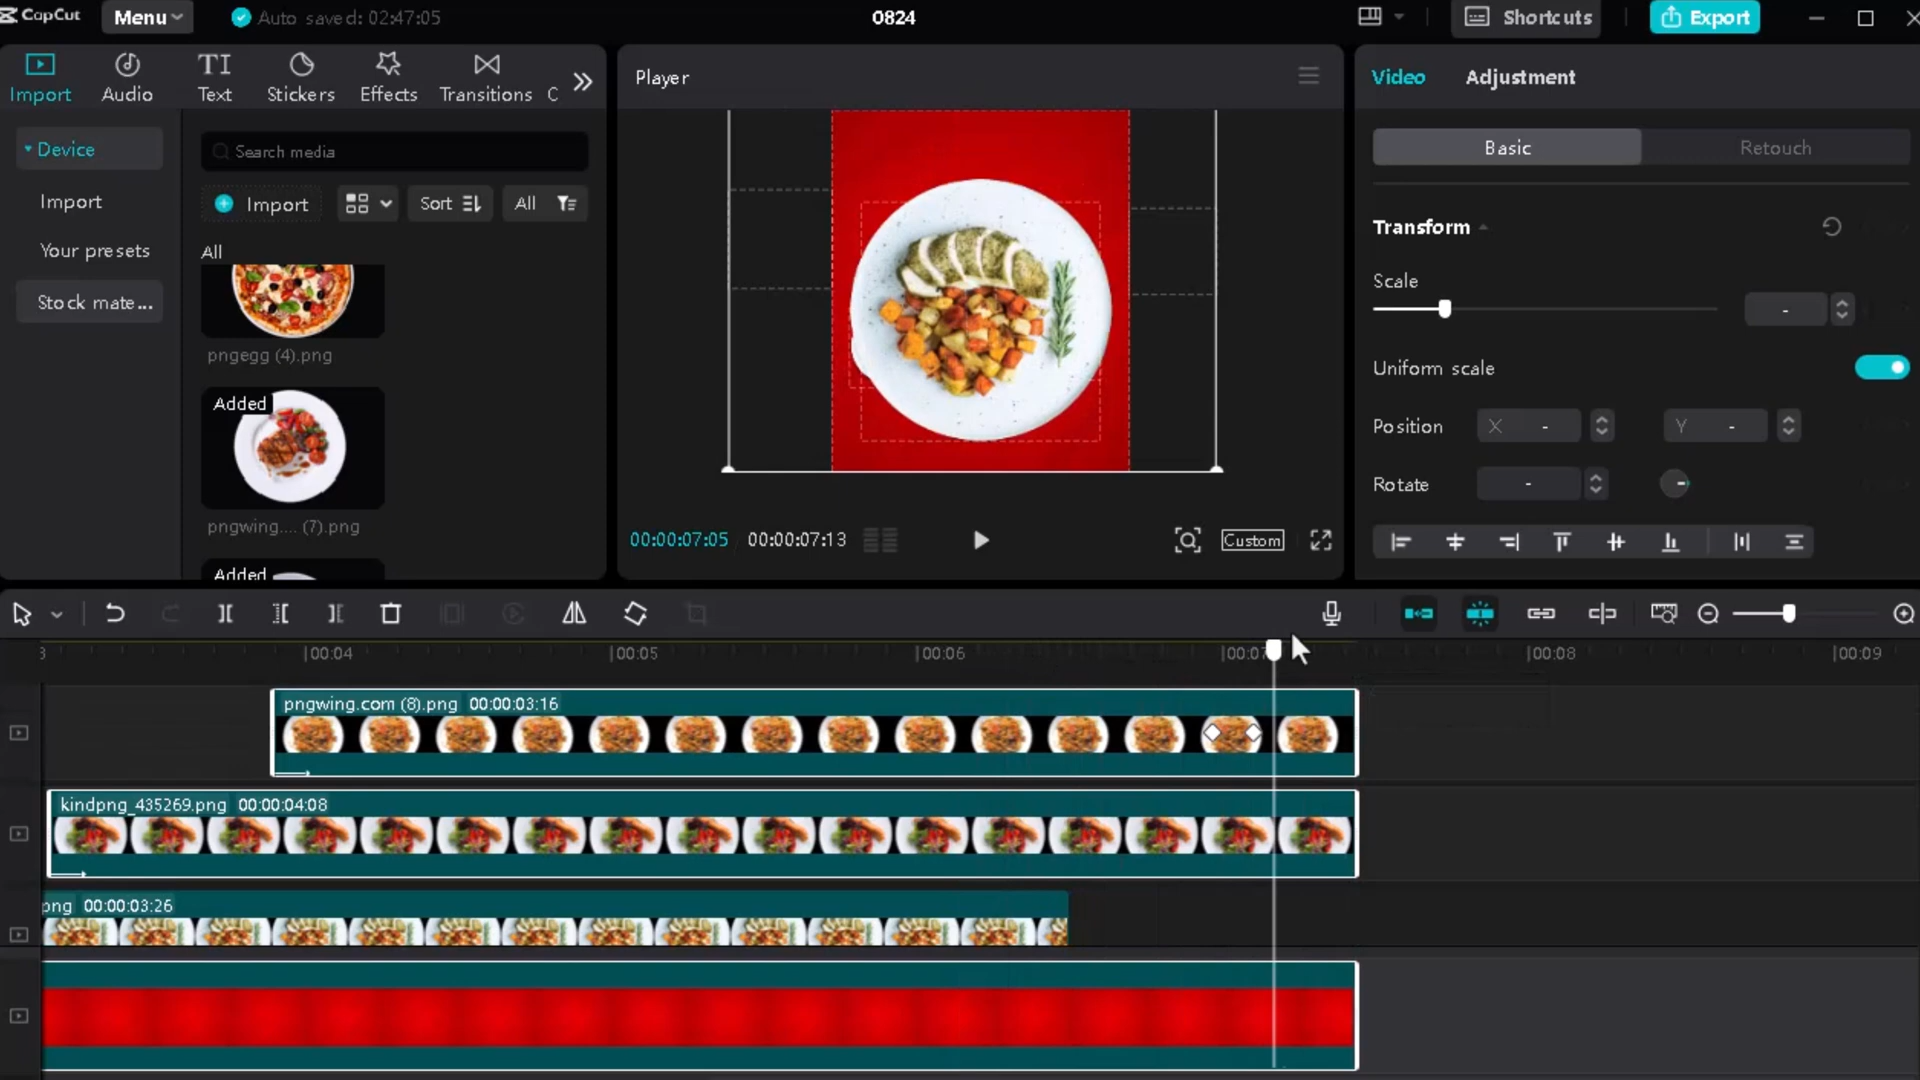 CapCut
Menu
Auto saved: 02:47:05
0824
Shortcuts
Export
Import
Audio
TI
Text
Stickers
Effects
Transitions
C
Device
Import
Your presets
Stock mate...
Search media
Import
Sort
All
All
pngegg (4).png
Added
pngwing.... (7).png
Added
Player
00:00:07:05
00:00:07:13
Custom
Video
Adjustment
Basic
Retouch
Transform
Scale
-
Uniform scale
Position
X -
Y -
Rotate
-
3
00:04
00:05
00:06
00:07
00:08
00:09
pngwing.com (8).png 00:00:03:16
kindpng_435269.png 00:00:04:08
png 00:00:03:26